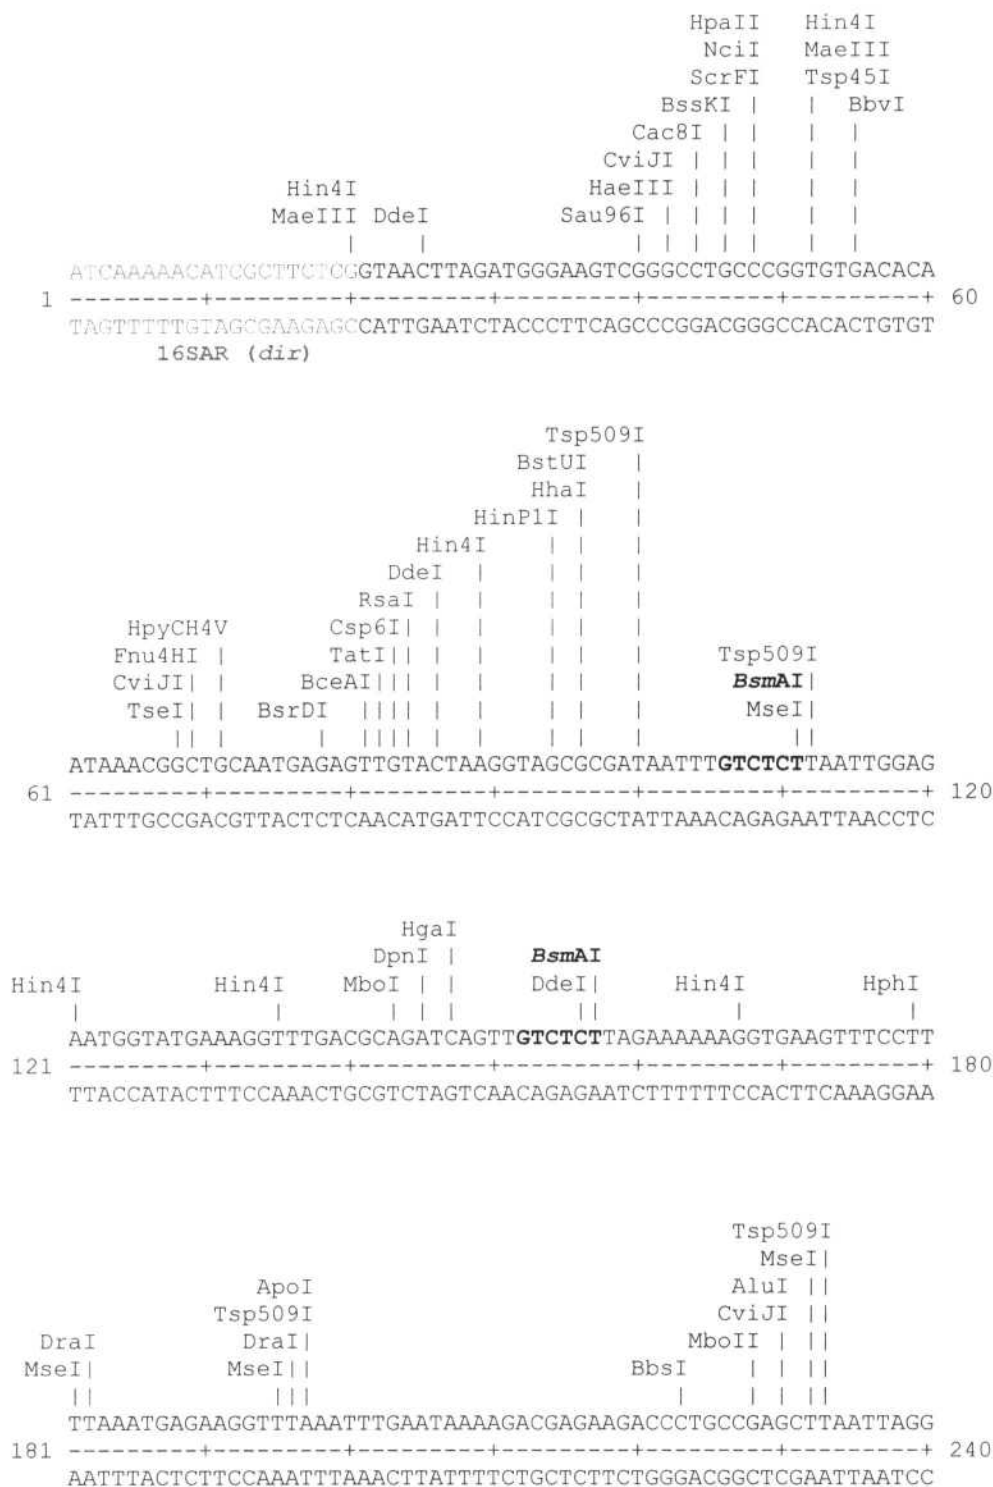 HpaII Hin4I
NciI MaeIII
ScrFI Tsp45I
BssKI | | BbvI
Cac8I | | | |
CviJI | | | | |
Hin4I HaeIII | | | | | |
MaeIII DdeI Sau96I | | | | | | |
| | | | | | | | |
ATCAAAAACATCGCTTCTCGGTAACTTAGATGGGAAGTCGGGCCTGCCCGGTGTGACACA
1 ---------+---------+---------+---------+---------+---------+ 60
TAGTTTTTGTAGCGAAGAGCCATTGAATCTACCCTTCAGCCCGGACGGGCCACACTGTGT
16SAR (dir)
Tsp509I
BstUI |
HhaI |
HinP1I | |
Hin4I | | |
DdeI | | | |
RsaI | | | | |
HpyCH4V Csp6I| | | | | |
Fnu4HI | TatI|| | | | | | Tsp509I
CviJI| | BceAI||| | | | | | BsmAI|
TseI|| | BsrDI |||| | | | | | MseI||
|| | | |||| | | | | | ||
ATAAACGGCTGCAATGAGAGTTGTACTAAGGTAGCGCGATAATTTGTCTCTTAATTGGAG
61 ---------+---------+---------+---------+---------+---------+ 120
TATTTGCCGACGTTACTCTCAACATGATTCCATCGCGCTATTAAACAGAGAATTAACCTC
HgaI
DpnI | BsmAI
Hin4I Hin4I MboI | | DdeI| Hin4I HphI
| | | | | || | |
AATGGTATGAAAGGTTTGACGCAGATCAGTTGTCTCTTAGAAAAAAGGTGAAGTTTCCTT
121 ---------+---------+---------+---------+---------+---------+ 180
TTACCATACTTTCCAAACTGCGTCTAGTCAACAGAGAATCTTTTTTCCACTTCAAAGGAA
Tsp509I
MseI|
ApoI AluI ||
Tsp509I CviJI ||
DraI DraI| MboII | ||
MseI| MseI|| BbsI | | ||
|| ||| | | | ||
TTAAATGAGAAGGTTTAAATTTGAATAAAAGACGAGAAGACCCTGCCGAGCTTAATTAGG
181 ---------+---------+---------+---------+---------+---------+ 240
AATTTACTCTTCCAAATTTAAACTTATTTTCTGCTCTTCTGGGACGGCTCGAATTAATCC